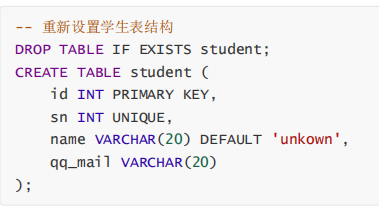 -- 重新设置学生表结构
DROP TABLE IF EXISTS student;
CREATE TABLE student (
    id INT PRIMARY KEY,
    sn INT UNIQUE,
    name VARCHAR(20) DEFAULT 'unkown',
    qq_mail VARCHAR(20)
);